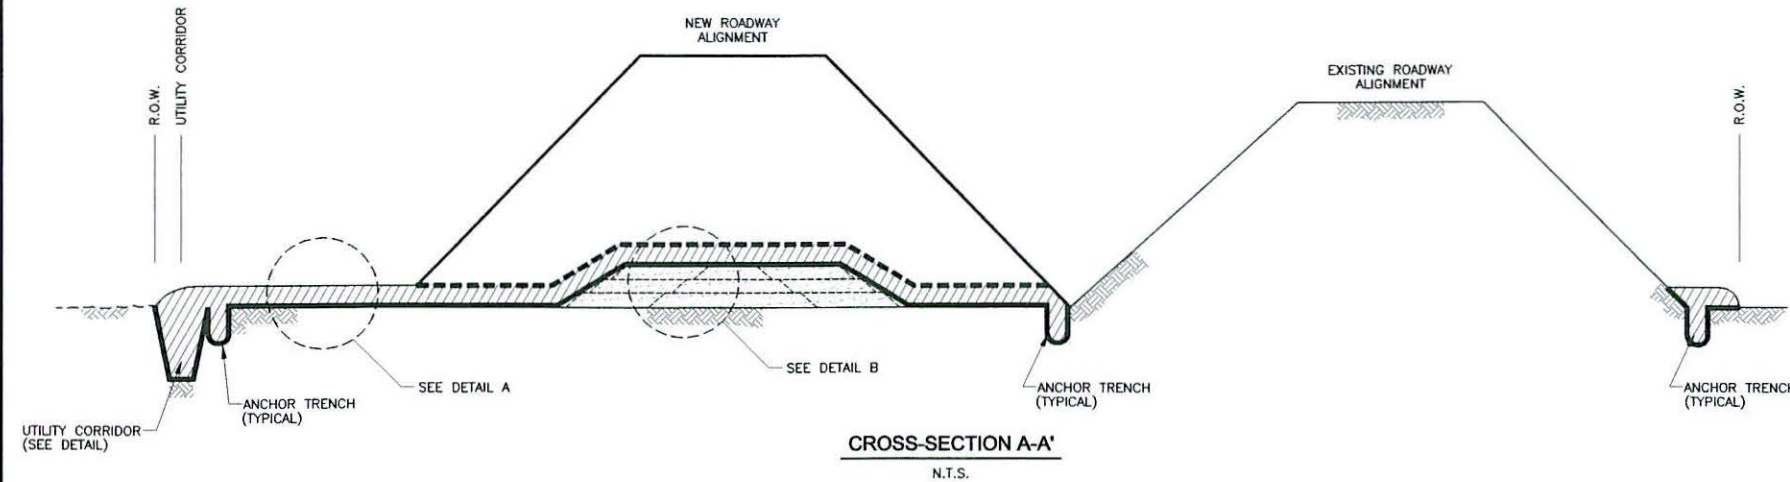 R.O.W.
UTILITY CORRIDOR
NEW ROADWAY
ALIGNMENT
EXISTING ROADWAY
ALIGNMENT
R.O.W.
SEE DETAIL A
SEE DETAIL B
ANCHOR TRENCH
(TYPICAL)
ANCHOR TRENCH
(TYPICAL)
ANCHOR TRENCH
(TYPICAL)
UTILITY CORRIDOR
(SEE DETAIL)
CROSS-SECTION A-A'
N.T.S.